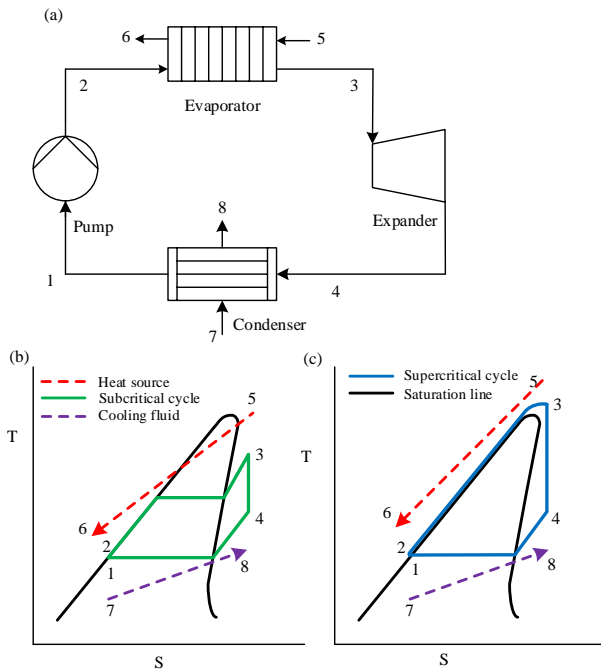 (a)
6
5
2
3
Evaporator
8
Expander
Pump
1
4
7
Condenser
(b)
(c)
Heat source
Subcritical cycle
Cooling fluid
5
T
3
6
4
2
1
8
7
S
Supercritical cycle
Saturation line
5
3
T
6
4
2
1
8
7
S